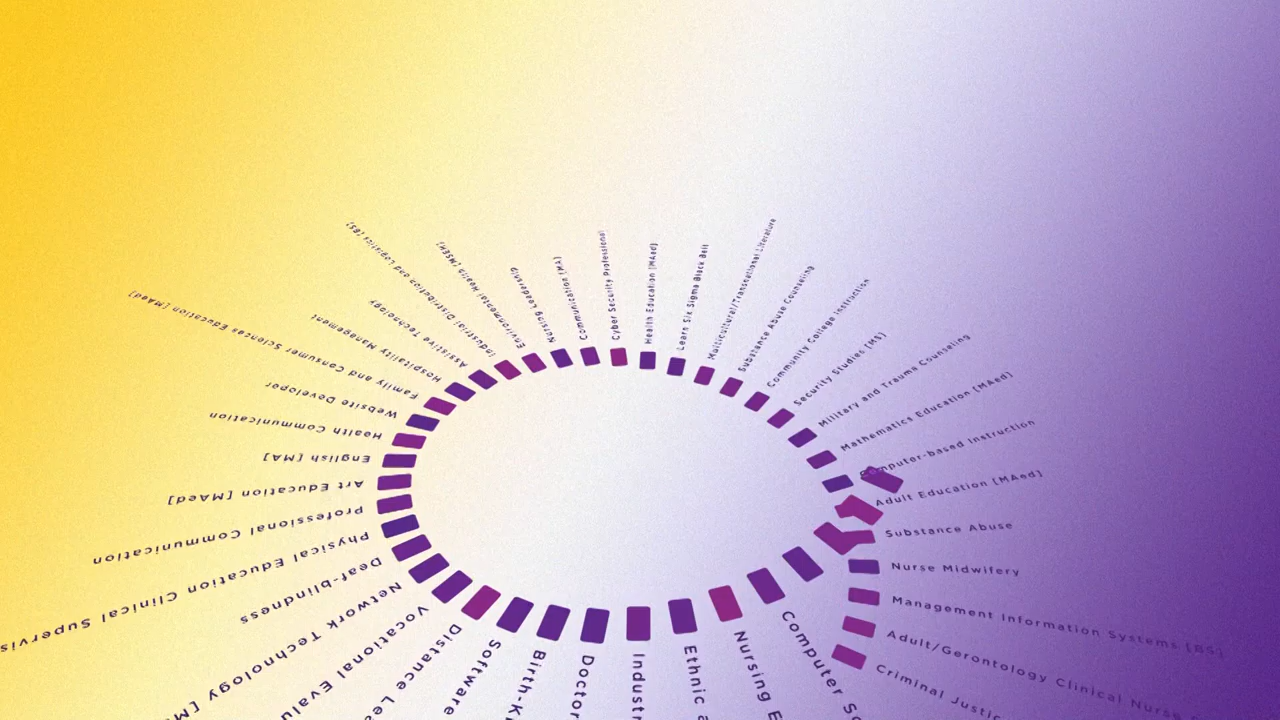 Industrial Distribution and Logistics [BS]
Environmental Health [MSEH]
Nursing Leadership
Communication [MA]
Cyber Security Professional
Health Education [MAed]
Learn Six Sigma Black Belt
Multicultural/Transnational Literature
Substance Abuse Counseling
Community College Instruction
Security Studies [MS]
Military and Trauma Counseling
Mathematics Education [MAed]
Computer-based Instruction
Adult Education [MAed]
Substance Abuse
Nurse Midwifery
Management Information Systems [BS]
Adult/Gerontology Clinical Nurse
Criminal Justic
Computer Sc
Nursing E
Ethnic a
Industr
Doctor
Birth-K
Software
Distance Lea
Vocational Evalu
Network Technology [M
Deaf-blindness
Physical Education Clinical Supervis
Professional Communication
Art Education [MAed]
English [MA]
Health Communication
Website Developer
Family and Consumer Sciences Education [MAed]
Hospitality Management
Assistive Technology